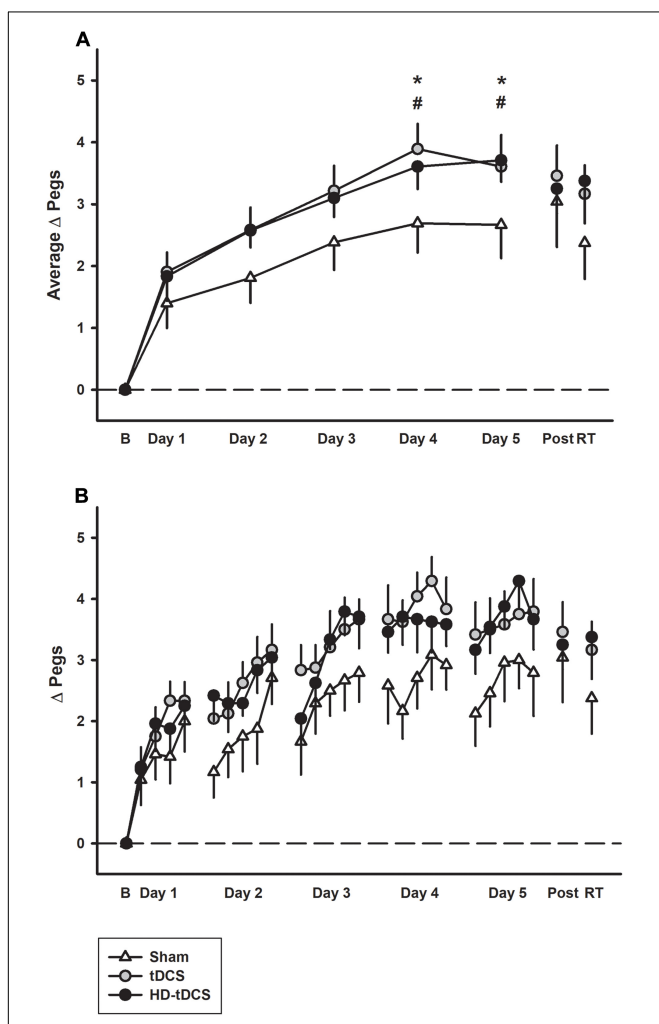 A
5
4
3
2
1
0
Average Δ Pegs
* *
# #
B Day 1 Day 2 Day 3 Day 4 Day 5 Post RT
B
5
4
3
2
1
0
Δ Pegs
B Day 1 Day 2 Day 3 Day 4 Day 5 Post RT
Sham
tDCS
HD-tDCS